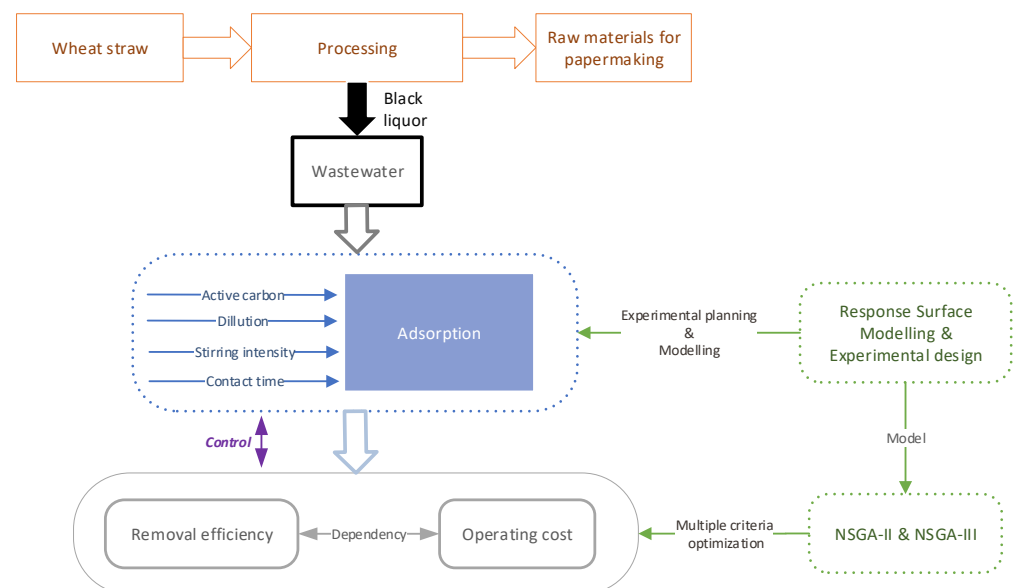 Wheat straw
Processing
Raw materials for
papermaking
Black
liquor
Wastewater
Active carbon
Dillution
Stirring intensity
Contact time
Adsorption
Experimental planning
&
Modelling
Response Surface
Modelling &
Experimental design
Control
Model
Removal efficiency
Dependency
Operating cost
Multiple criteria
optimization
NSGA-II & NSGA-III